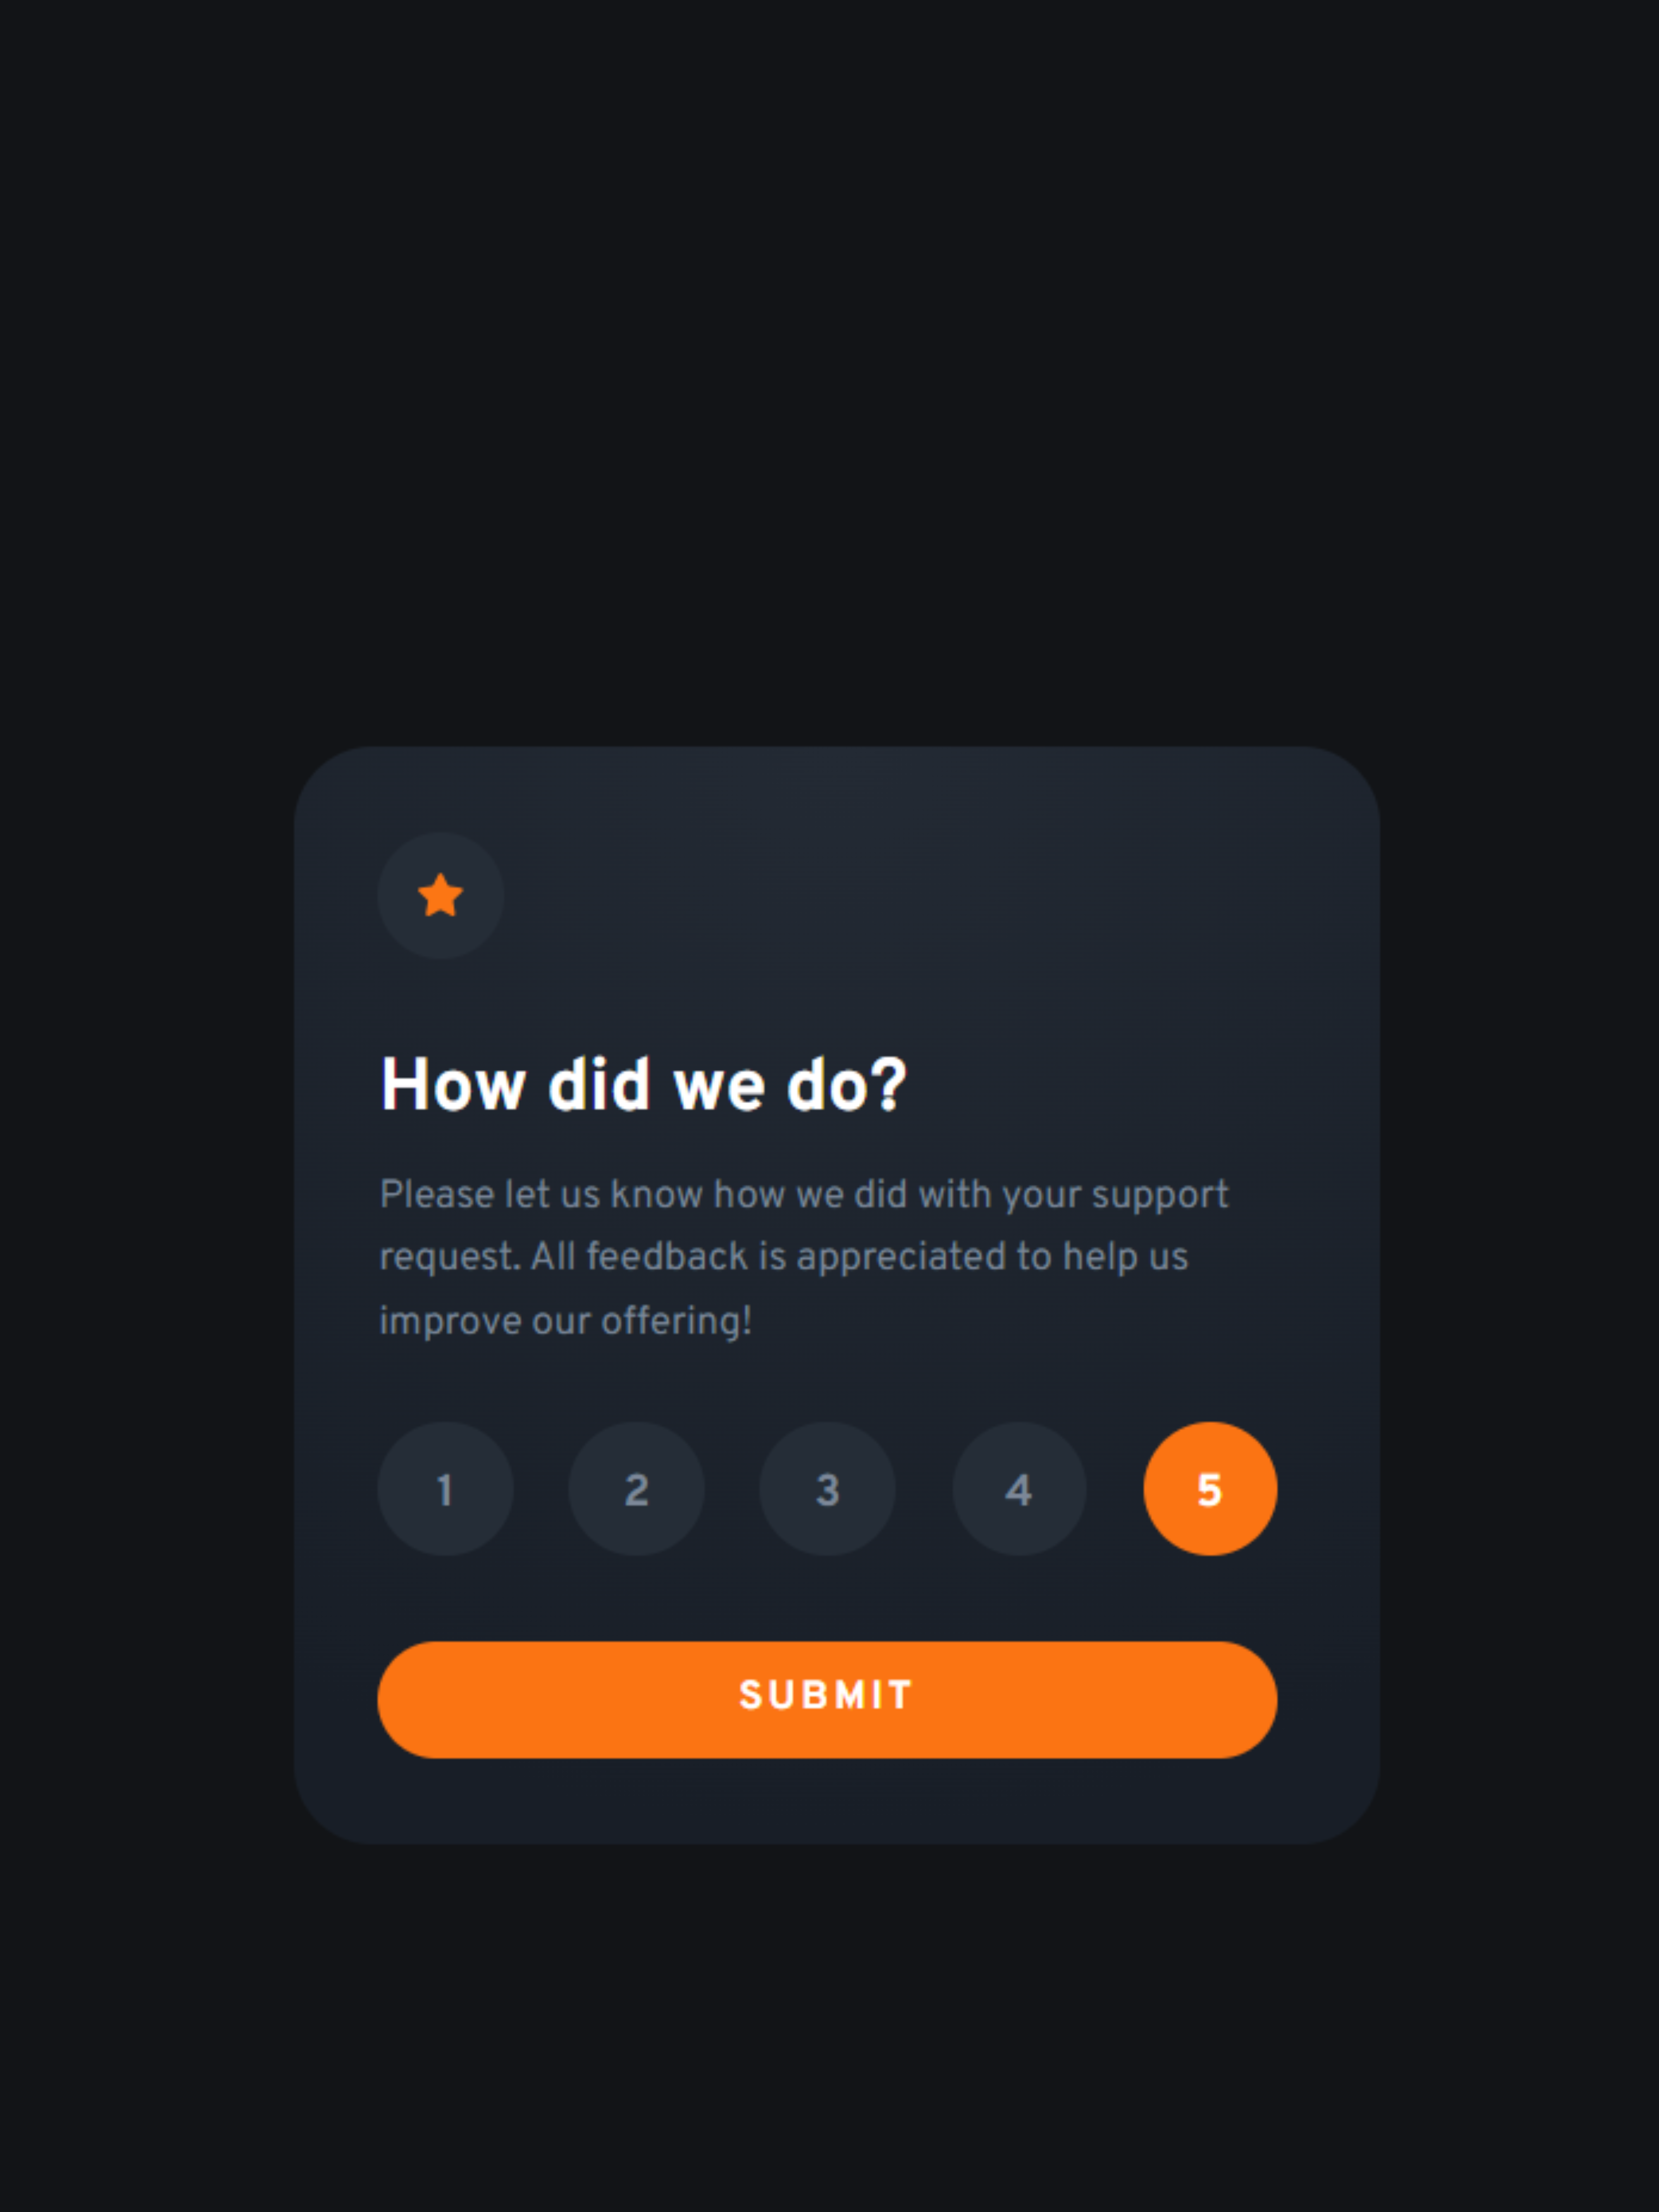 How did we do?
Please let us know how we did with your support
request. All feedback is appreciated to help us
improve our offering!
1 2 3 4 5
SUBMIT